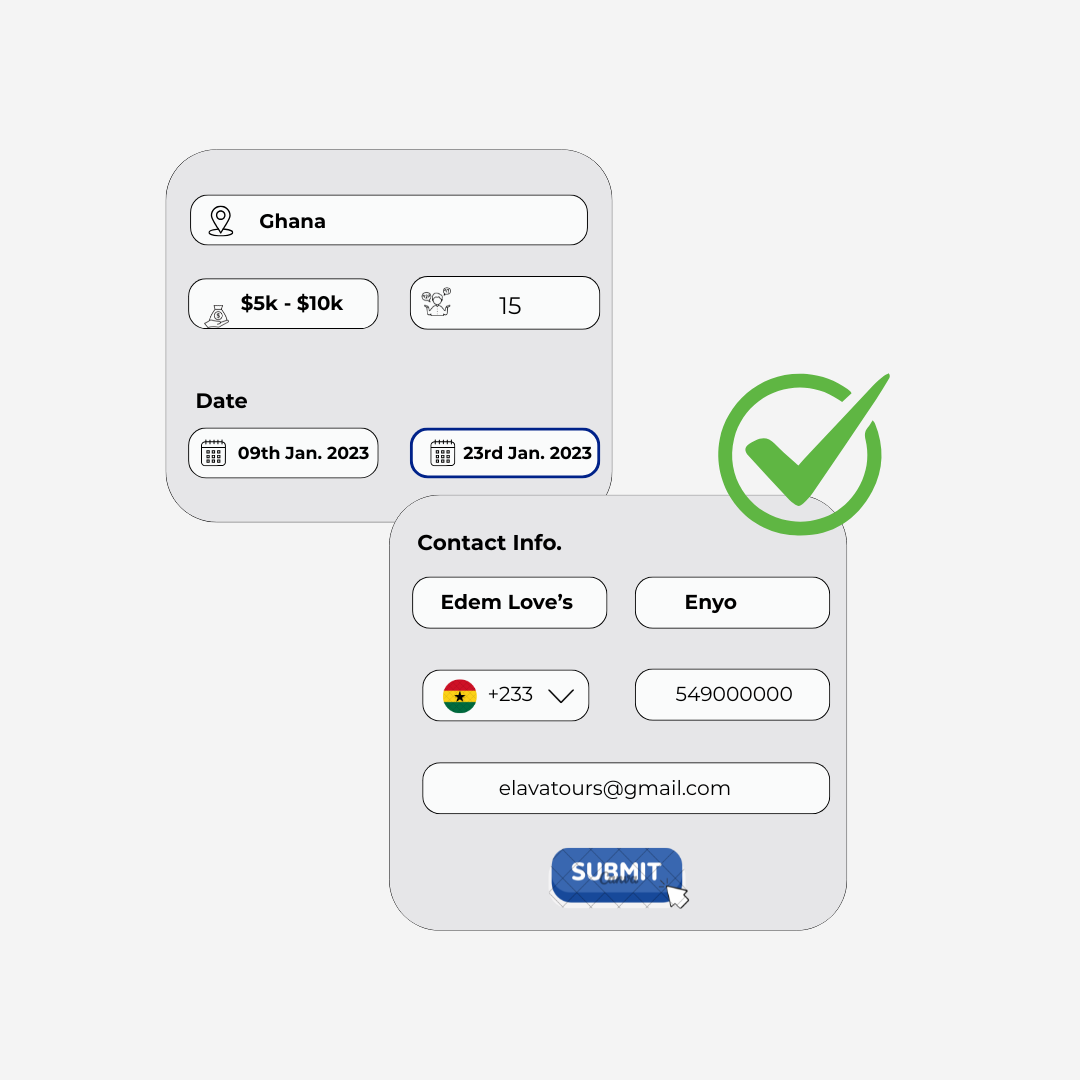 Ghana
$5k - $10k
15
Date
09th Jan. 2023
23rd Jan. 2023
Contact Info.
Edem Love’s
Enyo
+233
549000000
elavatours@gmail.com
SUBMIT